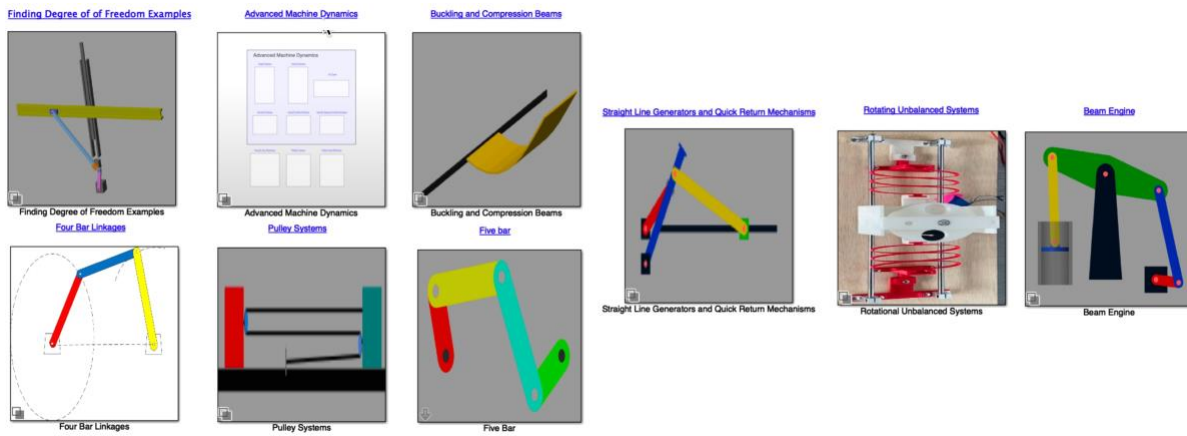 Finding Degree of of Freedom Examples
Advanced Machine Dynamics
Buckling and Compression Beams
Advanced Machine Dynamics
Finding Degree of Freedom Examples
Advanced Machine Dynamics
Buckling and Compression Beams
Four Bar Linkages
Pulley Systems
Five bar
Four Bar Linkages
Pulley Systems
Five Bar
Straight Line Generators and Quick Return Mechanisms
Rotating Unbalanced Systems
Beam Engine
Straight Line Generators and Quick Return Mechanisms
Rotational Unbalanced Systems
Beam Engine